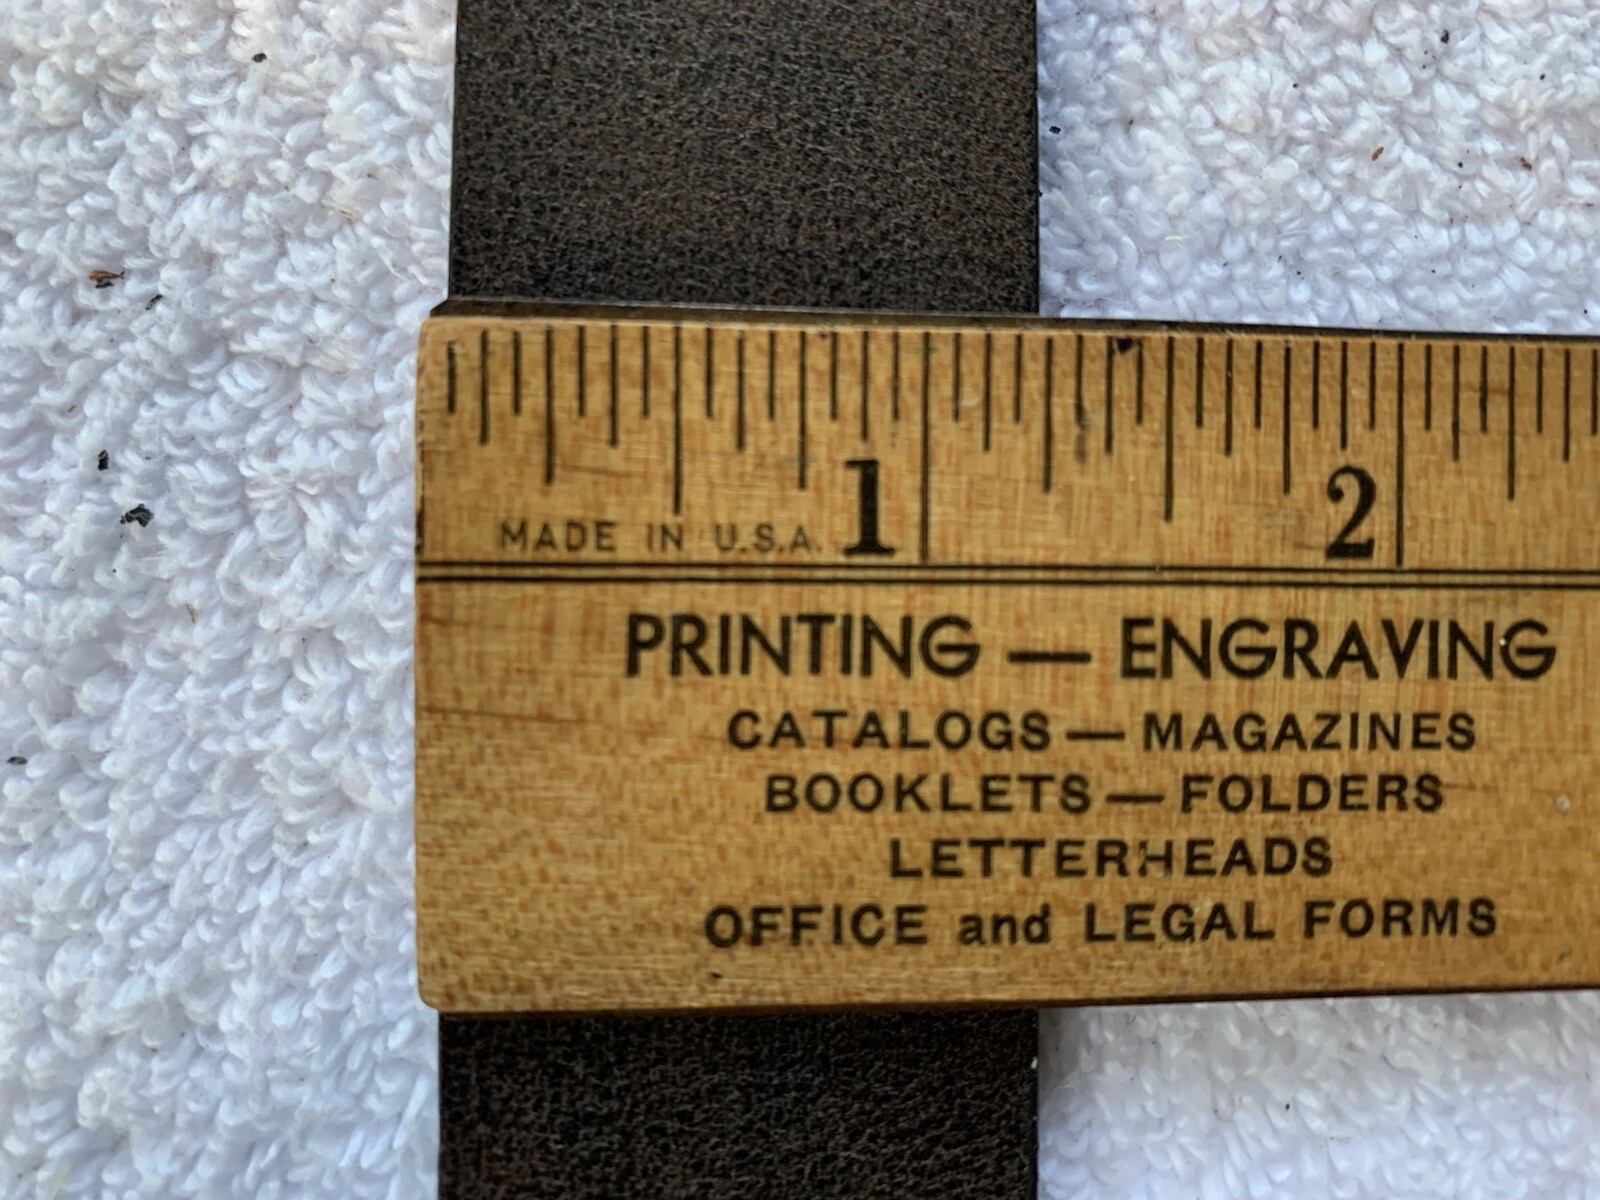 1 2
MADE IN U.S.A.
PRINTING — ENGRAVING
CATALOGS — MAGAZINES
BOOKLETS — FOLDERS
LETTERHEADS
OFFICE and LEGAL FORMS